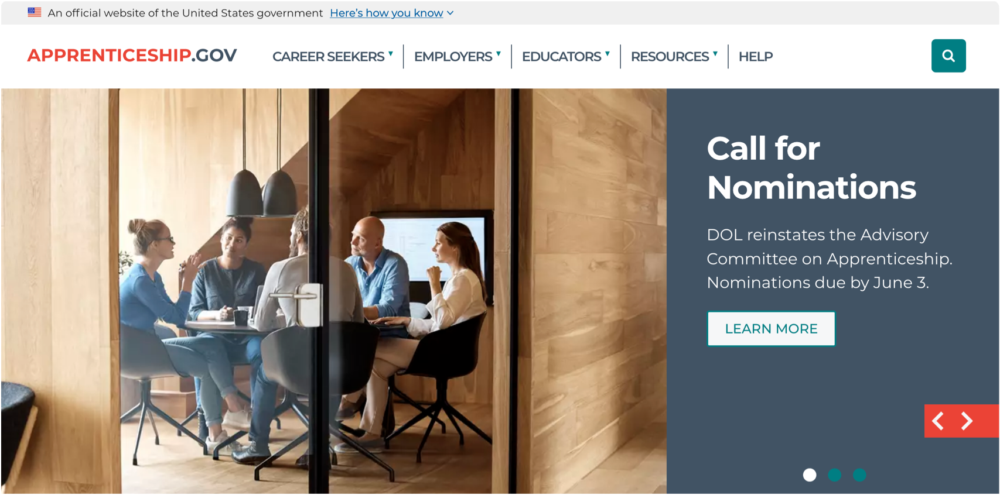 An official website of the United States government Here’s how you know
APPRENTICESHIP.GOV
CAREER SEEKERS EMPLOYERS EDUCATORS RESOURCES HELP
Call for
Nominations
DOL reinstates the Advisory
Committee on Apprenticeship.
Nominations due by June 3.
LEARN MORE